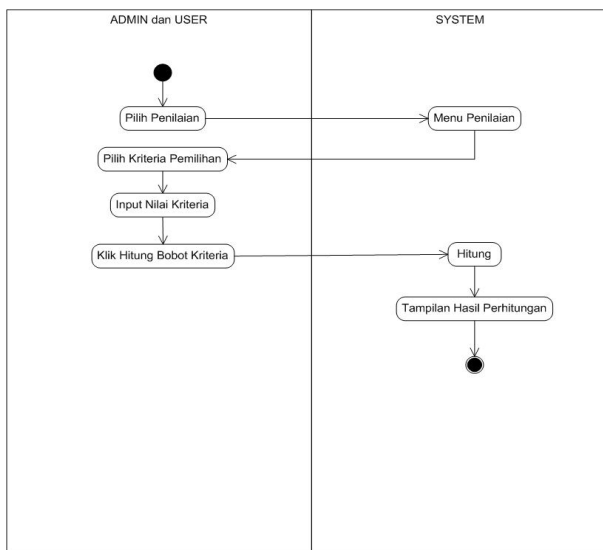 ADMIN dan USER
SYSTEM
Pilih Penilaian
Menu Penilaian
Pilih Kriteria Pemilihan
Input Nilai Kriteria
Klik Hitung Bobot Kriteria
Hitung
Tampilan Hasil Perhitungan